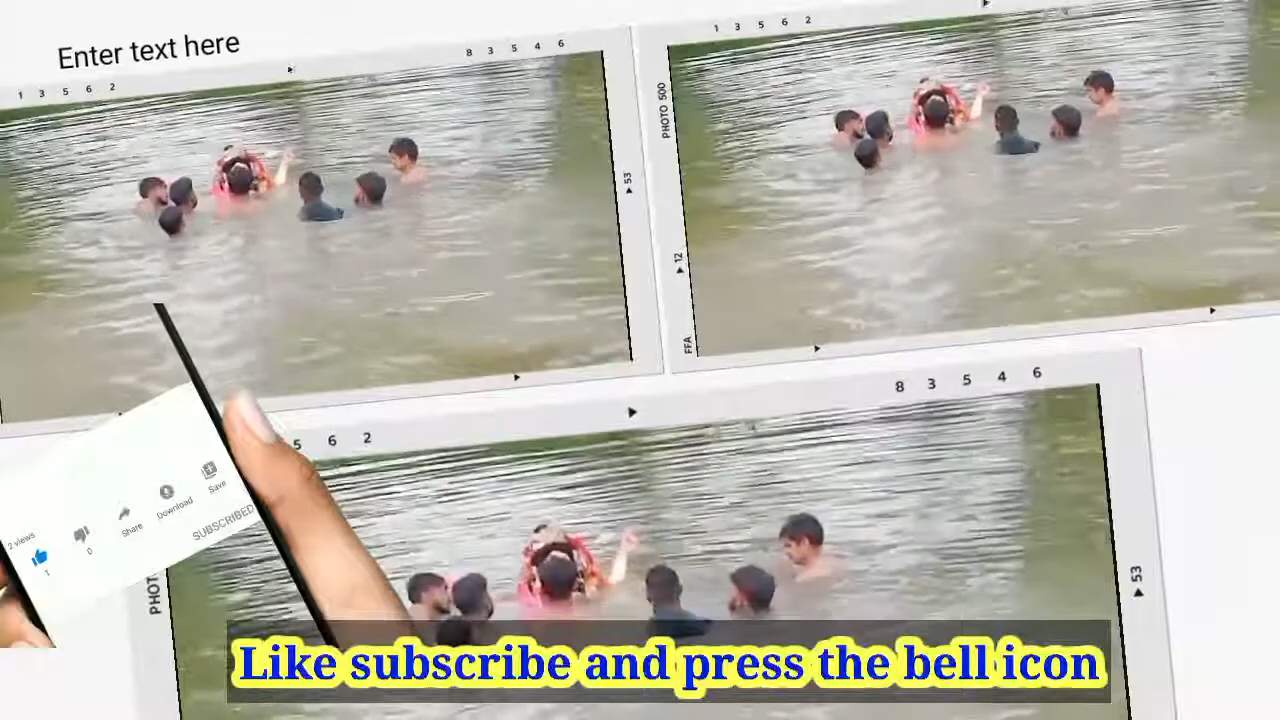 Enter text here
1 3 5 6 2
8 3 5 4 6
1 3 5 6 2
PHOTO 500
53
12
FFA
8 3 5 4 6
5 6 2
53
2 views
1
0
Share
Download
Save
SUBSCRIBED
PHOT
Like subscribe and press the bell icon